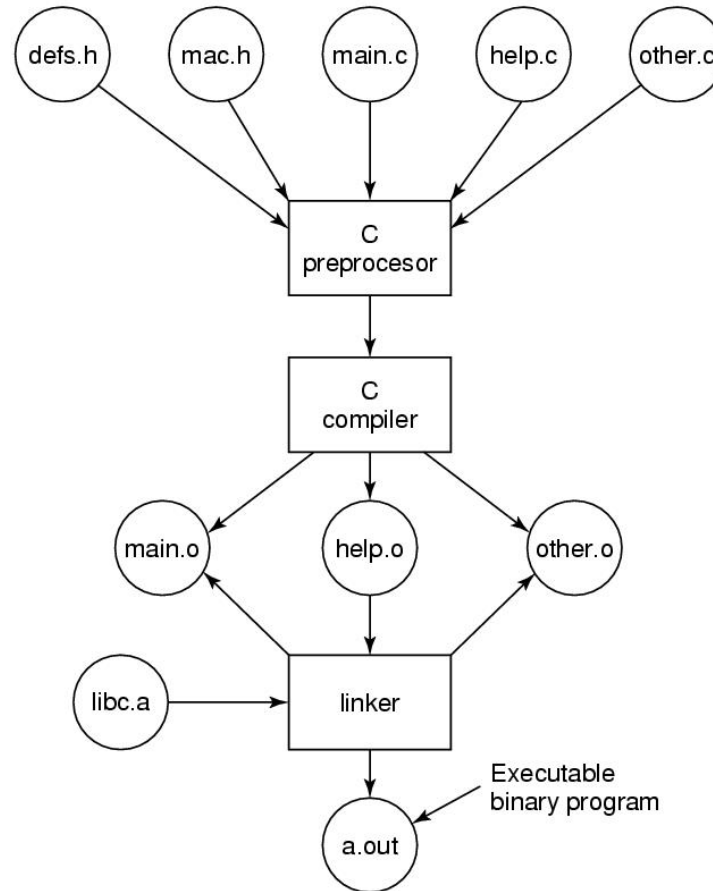 defs.h
mac.h
main.c
help.c
other.c
C
preprocesor
C
compiler
main.o
help.o
other.o
libc.a
linker
Executable
binary program
a.out